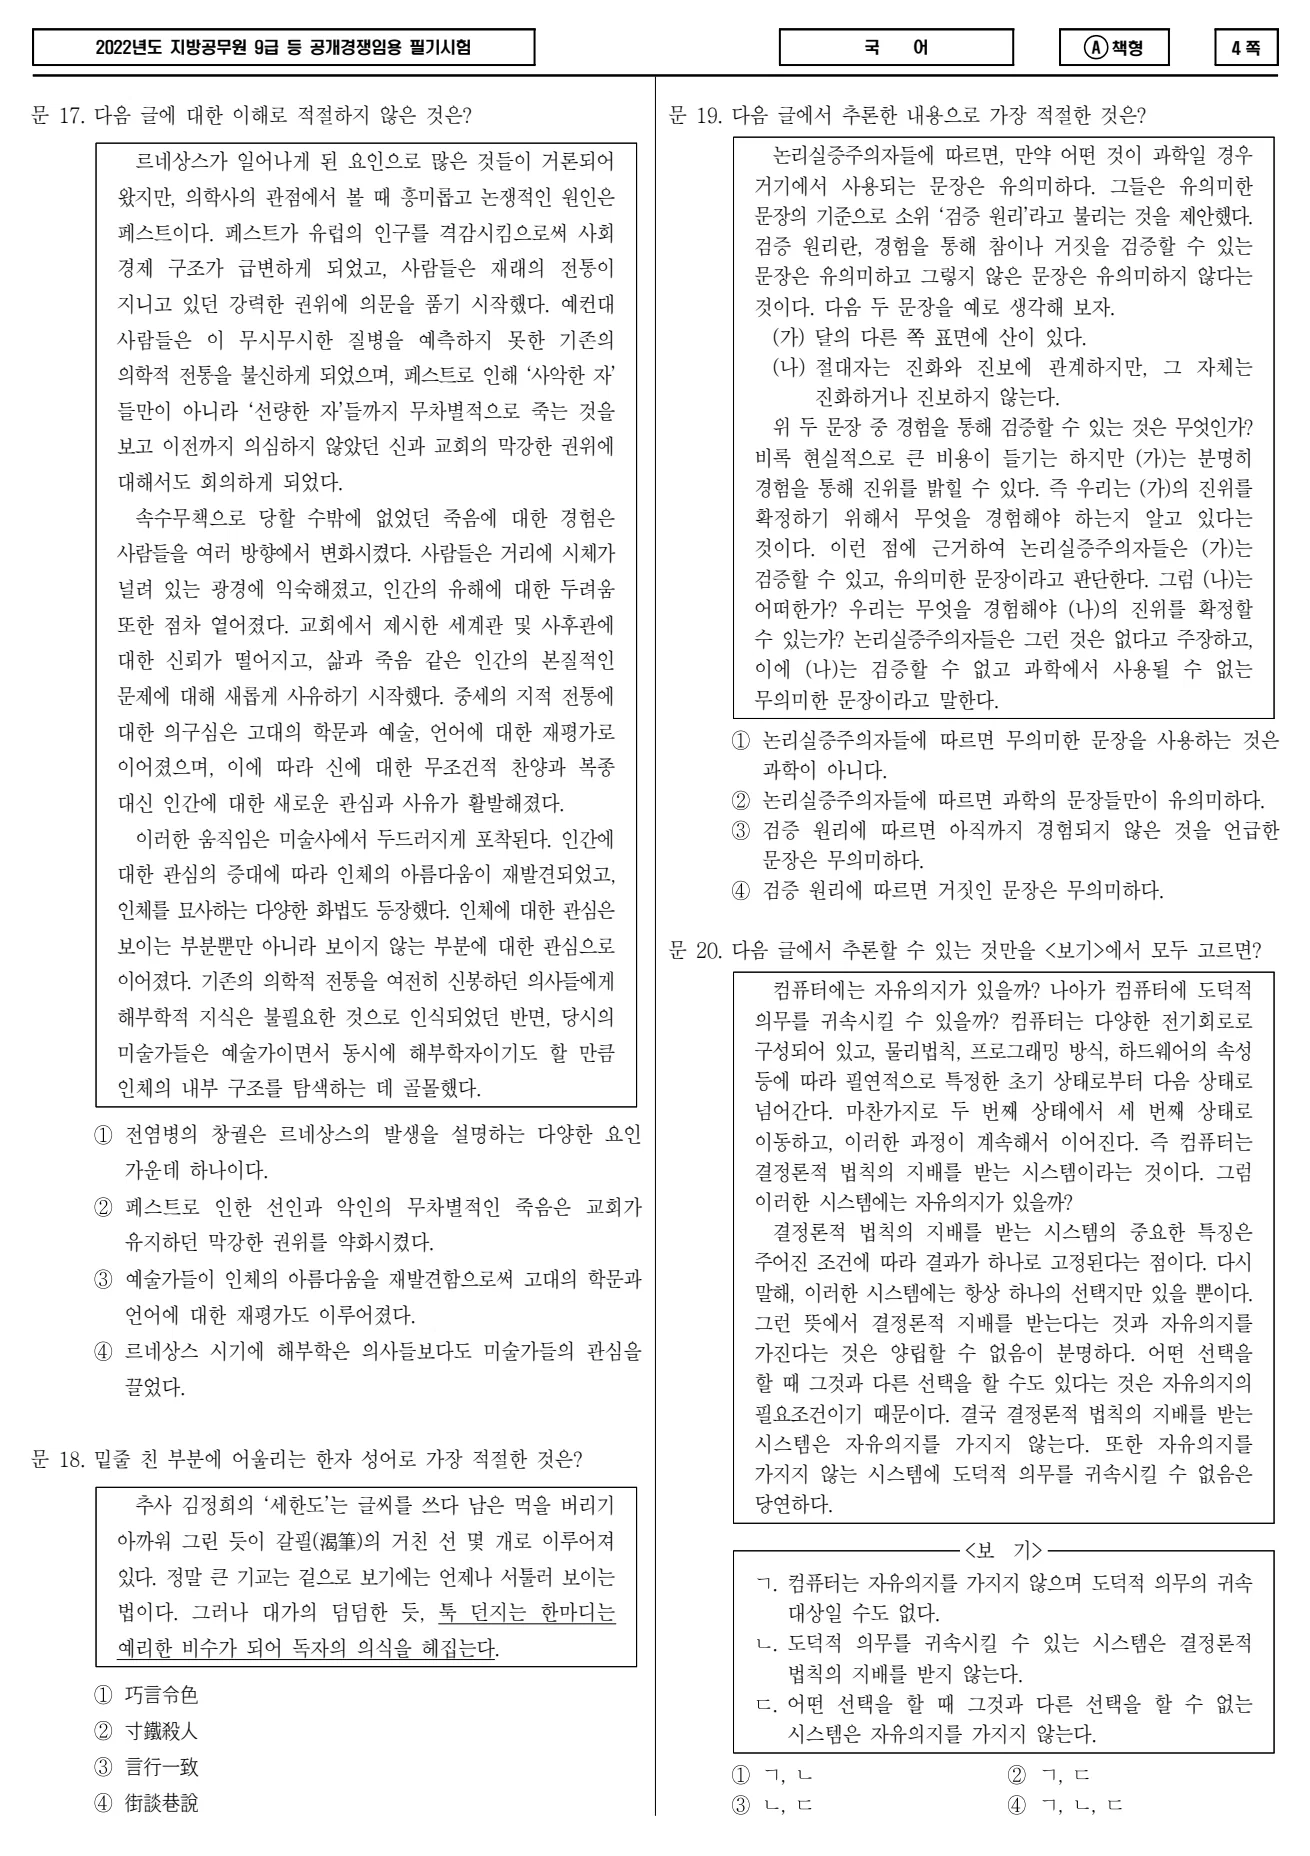 2022년도 지방공무원 9급 등 공개경쟁임용 필기시험
국 어
Ⓐ책형
4쪽
문 17. 다음 글에 대한 이해로 적절하지 않은 것은?
르네상스가 일어나게 된 요인으로 많은 것들이 거론되어
왔지만, 의학사의 관점에서 볼 때 흥미롭고 논쟁적인 원인은
페스트이다. 페스트가 유럽의 인구를 격감시킴으로써 사회
경제 구조가 급변하게 되었고, 사람들은 재래의 전통이
지니고 있던 강력한 권위에 의문을 품기 시작했다. 예컨대
사람들은 이 무시무시한 질병을 예측하지 못한 기존의
의학적 전통을 불신하게 되었으며, 페스트로 인해 ‘사악한 자’
들만이 아니라 ‘선량한 자’들까지 무차별적으로 죽는 것을
보고 이전까지 의심하지 않았던 신과 교회의 막강한 권위에
대해서도 회의하게 되었다.
속수무책으로 당할 수밖에 없었던 죽음에 대한 경험은
사람들을 여러 방향에서 변화시켰다. 사람들은 거리에 시체가
널려 있는 광경에 익숙해졌고, 인간의 유해에 대한 두려움
또한 점차 옅어졌다. 교회에서 제시한 세계관 및 사후관에
대한 신뢰가 떨어지고, 삶과 죽음 같은 인간의 본질적인
문제에 대해 새롭게 사유하기 시작했다. 중세의 지적 전통에
대한 의구심은 고대의 학문과 예술, 언어에 대한 재평가로
이어졌으며, 이에 따라 신에 대한 무조건적 찬양과 복종
대신 인간에 대한 새로운 관심과 사유가 활발해졌다.
이러한 움직임은 미술사에서 두드러지게 포착된다. 인간에
대한 관심의 증대에 따라 인체의 아름다움이 재발견되었고,
인체를 묘사하는 다양한 화법도 등장했다. 인체에 대한 관심은
보이는 부분뿐만 아니라 보이지 않는 부분에 대한 관심으로
이어졌다. 기존의 의학적 전통을 여전히 신봉하던 의사들에게
해부학적 지식은 불필요한 것으로 인식되었던 반면, 당시의
미술가들은 예술가이면서 동시에 해부학자이기도 할 만큼
인체의 내부 구조를 탐색하는 데 골몰했다.
① 전염병의 창궐은 르네상스의 발생을 설명하는 다양한 요인
가운데 하나이다.
② 페스트로 인한 선인과 악인의 무차별적인 죽음은 교회가
유지하던 막강한 권위를 약화시켰다.
③ 예술가들이 인체의 아름다움을 재발견함으로써 고대의 학문과
언어에 대한 재평가도 이루어졌다.
④ 르네상스 시기에 해부학은 의사들보다도 미술가들의 관심을
끌었다.
문 18. 밑줄 친 부분에 어울리는 한자 성어로 가장 적절한 것은?
추사 김정희의 ‘세한도’는 글씨를 쓰다 남은 먹을 버리기
아까워 그린 듯이 갈필(渴筆)의 거친 선 몇 개로 이루어져
있다. 정말 큰 기교는 겉으로 보기에는 언제나 서툴러 보이는
법이다. 그러나 대가의 덤덤한 듯, 툭 던지는 한마디는
예리한 비수가 되어 독자의 의식을 헤집는다.
① 巧言令色
② 寸鐵殺人
③ 言行一致
④ 街談巷說
문 19. 다음 글에서 추론한 내용으로 가장 적절한 것은?
논리실증주의자들에 따르면, 만약 어떤 것이 과학일 경우
거기에서 사용되는 문장은 유의미하다. 그들은 유의미한
문장의 기준으로 소위 ‘검증 원리’라고 불리는 것을 제안했다.
검증 원리란, 경험을 통해 참이나 거짓을 검증할 수 있는
문장은 유의미하고 그렇지 않은 문장은 유의미하지 않다는
것이다. 다음 두 문장을 예로 생각해 보자.
(가) 달의 다른 쪽 표면에 산이 있다.
(나) 절대자는 진화와 진보에 관계하지만, 그 자체는
진화하거나 진보하지 않는다.
위 두 문장 중 경험을 통해 검증할 수 있는 것은 무엇인가?
비록 현실적으로 큰 비용이 들기는 하지만 (가)는 분명히
경험을 통해 진위를 밝힐 수 있다. 즉 우리는 (가)의 진위를
확정하기 위해서 무엇을 경험해야 하는지 알고 있다는
것이다. 이런 점에 근거하여 논리실증주의자들은 (가)는
검증할 수 있고, 유의미한 문장이라고 판단한다. 그럼 (나)는
어떠한가? 우리는 무엇을 경험해야 (나)의 진위를 확정할
수 있는가? 논리실증주의자들은 그런 것은 없다고 주장하고,
이에 (나)는 검증할 수 없고 과학에서 사용될 수 없는
무의미한 문장이라고 말한다.
① 논리실증주의자들에 따르면 무의미한 문장을 사용하는 것은
과학이 아니다.
② 논리실증주의자들에 따르면 과학의 문장들만이 유의미하다.
③ 검증 원리에 따르면 아직까지 경험되지 않은 것을 언급한
문장은 무의미하다.
④ 검증 원리에 따르면 거짓인 문장은 무의미하다.
문 20. 다음 글에서 추론할 수 있는 것만을 <보기>에서 모두 고르면?
컴퓨터에는 자유의지가 있을까? 나아가 컴퓨터에 도덕적
의무를 귀속시킬 수 있을까? 컴퓨터는 다양한 전기회로로
구성되어 있고, 물리법칙, 프로그래밍 방식, 하드웨어의 속성
등에 따라 필연적으로 특정한 초기 상태로부터 다음 상태로
넘어간다. 마찬가지로 두 번째 상태에서 세 번째 상태로
이동하고, 이러한 과정이 계속해서 이어진다. 즉 컴퓨터는
결정론적 법칙의 지배를 받는 시스템이라는 것이다. 그럼
이러한 시스템에는 자유의지가 있을까?
결정론적 법칙의 지배를 받는 시스템의 중요한 특징은
주어진 조건에 따라 결과가 하나로 고정된다는 점이다. 다시
말해, 이러한 시스템에는 항상 하나의 선택지만 있을 뿐이다.
그런 뜻에서 결정론적 지배를 받는다는 것과 자유의지를
가진다는 것은 양립할 수 없음이 분명하다. 어떤 선택을
할 때 그것과 다른 선택을 할 수도 있다는 것은 자유의지의
필요조건이기 때문이다. 결국 결정론적 법칙의 지배를 받는
시스템은 자유의지를 가지지 않는다. 또한 자유의지를
가지지 않는 시스템에 도덕적 의무를 귀속시킬 수 없음은
당연하다.
<보 기>
ㄱ. 컴퓨터는 자유의지를 가지지 않으며 도덕적 의무의 귀속
대상일 수도 없다.
ㄴ. 도덕적 의무를 귀속시킬 수 있는 시스템은 결정론적
법칙의 지배를 받지 않는다.
ㄷ. 어떤 선택을 할 때 그것과 다른 선택을 할 수 없는
시스템은 자유의지를 가지지 않는다.
① ㄱ, ㄴ
② ㄱ, ㄷ
③ ㄴ, ㄷ
④ ㄱ, ㄴ, ㄷ